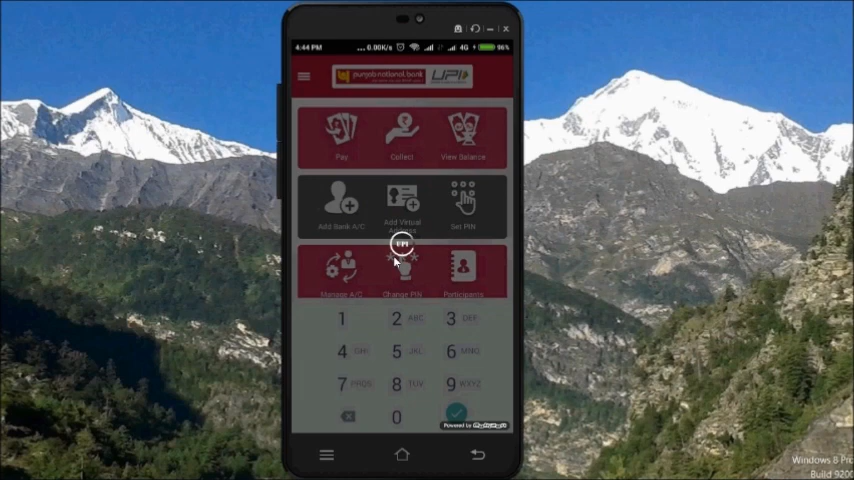 4:44 PM ... 0.00K/s 4G 96%
punjab national bank UPI
Pay Collect View Balance
Add Bank A/C Add Virtual Address Set PIN
UPI
Manage A/C Change PIN Participants
1 2 ABC 3 DEF
4 GHI 5 JKL 6 MNO
7 PQRS 8 TUV 9 WXYZ
0
Powered by
Windows 8 Pro
Build 9200